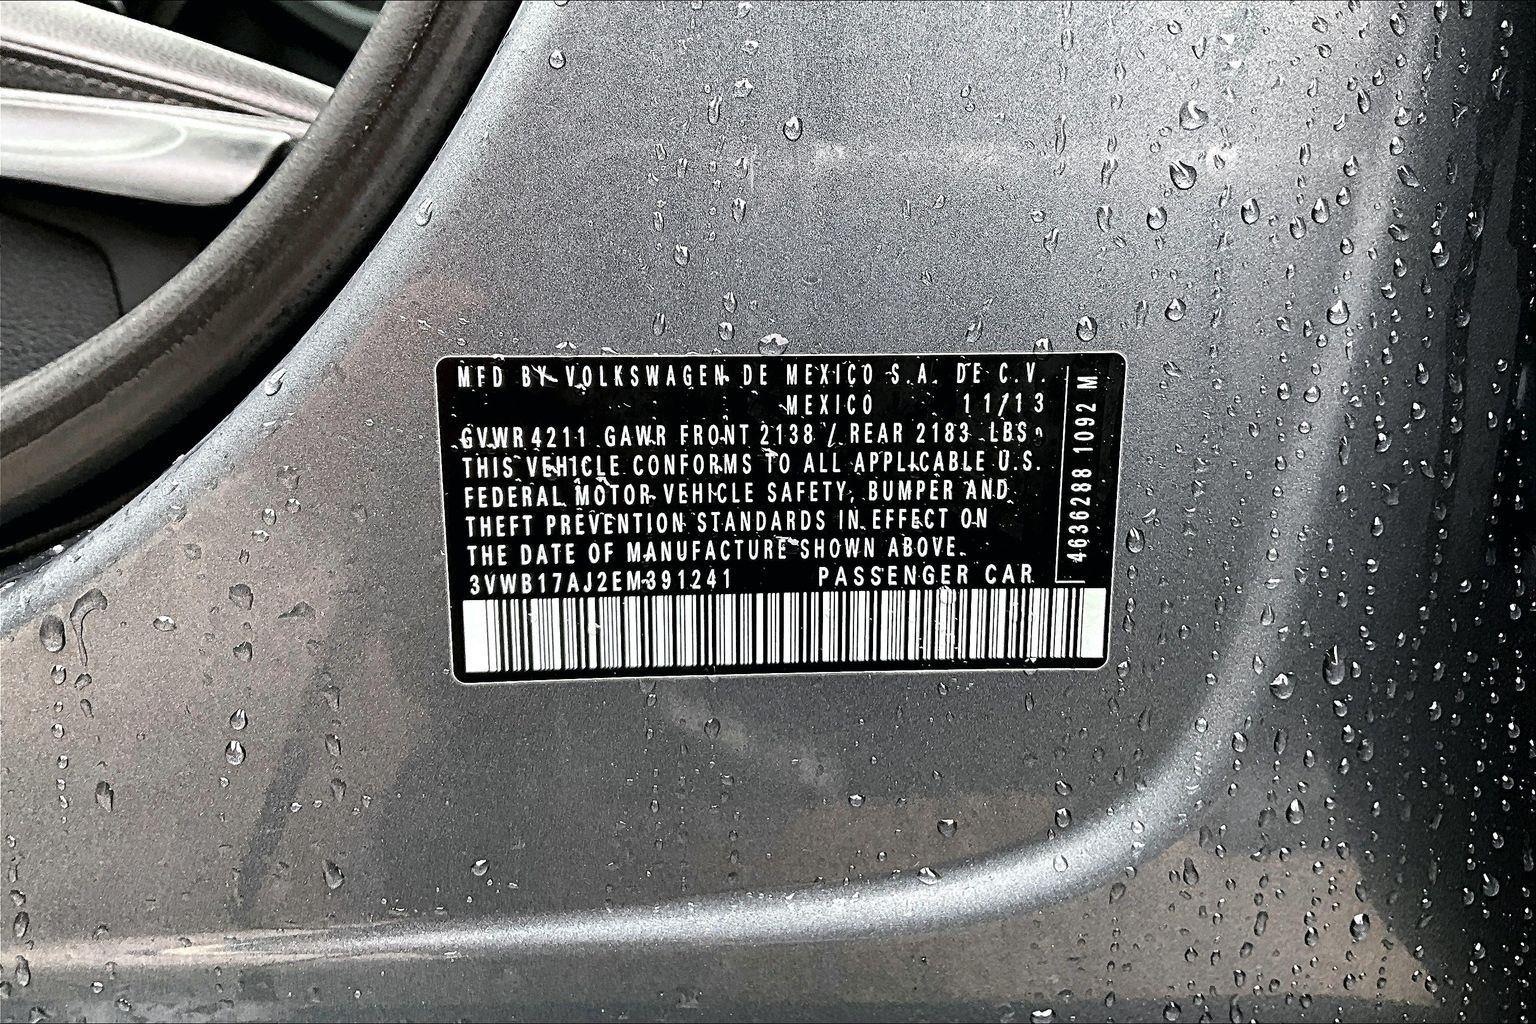 MFD BY VOLKSWAGEN DE MEXICO S.A. DE C.V.
MEXICO 11/13
GVWR 4211 GAWR FRONT 2138 / REAR 2183 LBS.
THIS VEHICLE CONFORMS TO ALL APPLICABLE U.S.
FEDERAL MOTOR VEHICLE SAFETY, BUMPER AND
THEFT PREVENTION STANDARDS IN EFFECT ON
THE DATE OF MANUFACTURE SHOWN ABOVE.
3VWB17AJ2EM391241 PASSENGER CAR
4636288 1092 M